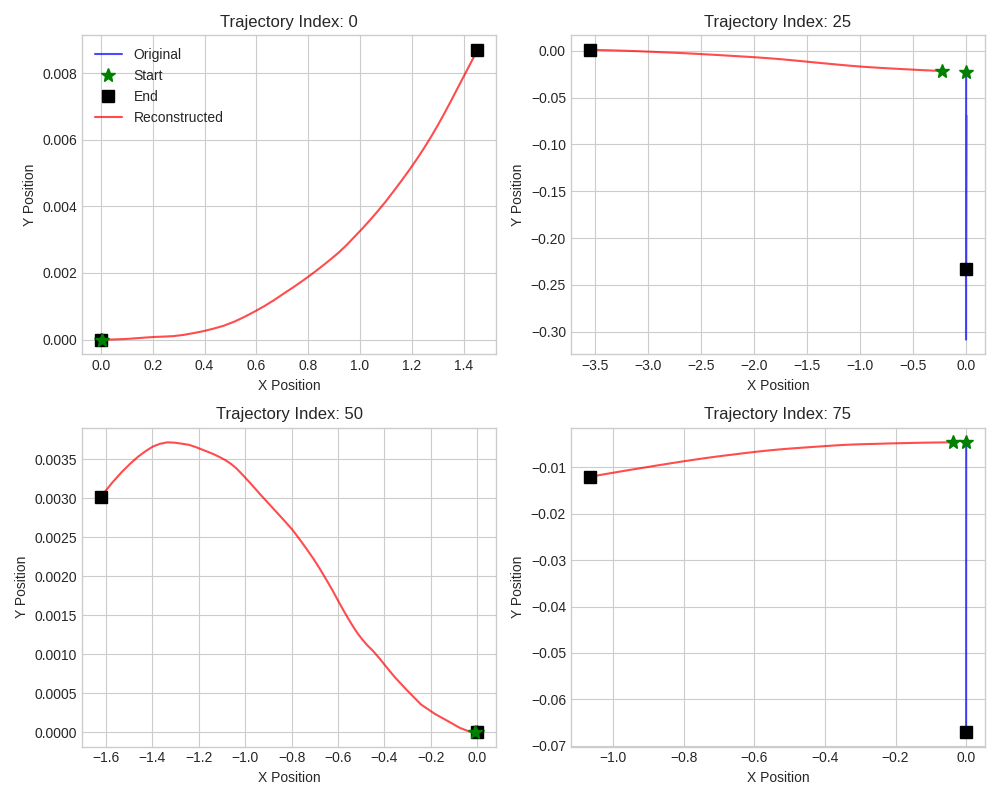 Trajectory Index: 0
Original
Start
End
Reconstructed
0.008
0.006
0.004
0.002
0.000
Y Position
0.0 0.2 0.4 0.6 0.8 1.0 1.2 1.4
X Position
Trajectory Index: 25
0.00
−0.05
−0.10
−0.15
−0.20
−0.25
−0.30
Y Position
−3.5 −3.0 −2.5 −2.0 −1.5 −1.0 −0.5 0.0
X Position
Trajectory Index: 50
0.0035
0.0030
0.0025
0.0020
0.0015
0.0010
0.0005
0.0000
Y Position
−1.6 −1.4 −1.2 −1.0 −0.8 −0.6 −0.4 −0.2 0.0
X Position
Trajectory Index: 75
−0.01
−0.02
−0.03
−0.04
−0.05
−0.06
−0.07
Y Position
−1.0 −0.8 −0.6 −0.4 −0.2 0.0
X Position